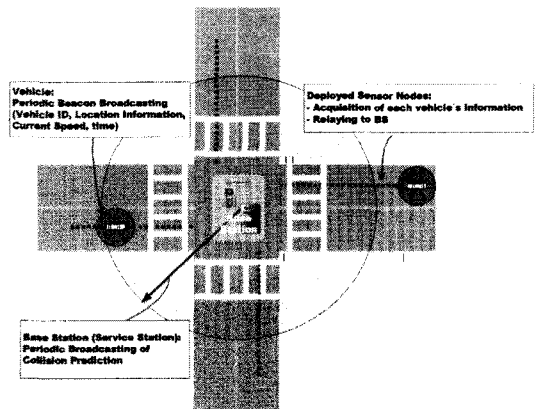 Vehicle:
Periodic Beacon Broadcasting
(Vehicle ID, Location Information,
Current Speed, time)
Deployed Sensor Nodes:
- Acquisition of each vehicle's information
- Relaying to BS
Base Station (Service Station):
Periodic Broadcasting of
Collision Prediction